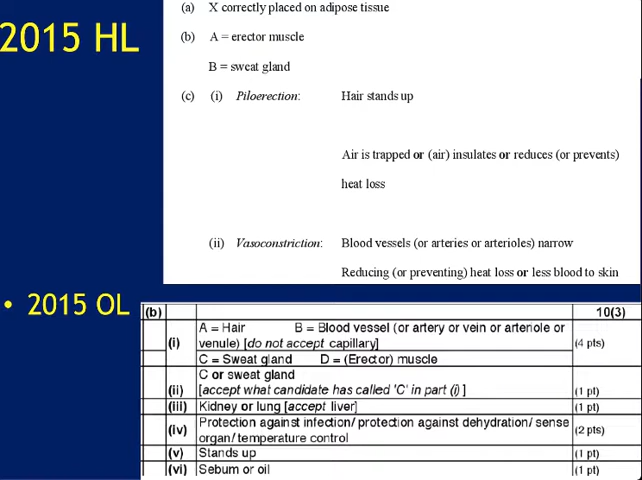 2015 HL
(a) X correctly placed on adipose tissue
(b) A = erector muscle
B = sweat gland
(c) (i) Piloerection: Hair stands up
Air is trapped or (air) insulates or reduces (or prevents)
heat loss
(ii) Vasoconstriction: Blood vessels (or arteries or arterioles) narrow
Reducing (or preventing) heat loss or less blood to skin
• 2015 OL
(b) 10(3)
(i) A = Hair B = Blood vessel (or artery or vein or arteriole or
venule) [do not accept capillary] (4 pts)
C = Sweat gland D = (Erector) muscle
(ii) C or sweat gland
[accept what candidate has called 'C' in part (i)] (1 pt)
(iii) Kidney or lung [accept liver] (1 pt)
(iv) Protection against infection/ protection against dehydration/ sense
organ/ temperature control (2 pts)
(v) Stands up (1 pt)
(vi) Sebum or oil (1 pt)